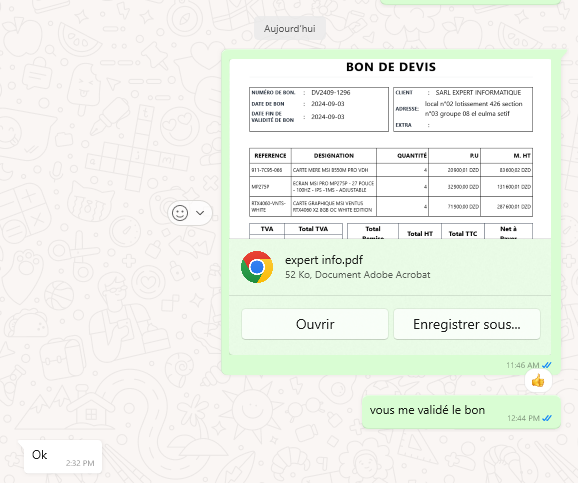 Aujourd'hui
BON DE DEVIS
NUMÉRO DE BON. : DV2409-1296
DATE DE BON : 2024-09-03
DATE FIN DE
VALIDITÉ DE BON : 2024-09-03
CLIENT : SARL EXPERT INFORMATIQUE
ADRESSE: local n°02 lotissement 426 section
n°03 groupe 08 el eulma setif
EXTRA :
REFERENCE DESIGNATION QUANTITÉ P.U M. HT
911-7C95-060 CARTE MERE MSI B550M PRO VDH 4 20900.01 DZD 83600.02 DZD
MP275P ECRAN MSI PRO MP275P - 27 POUCE
- 100HZ - IPS -1MS - ADJUSTABLE 4 32900.00 DZD 131600.01 DZD
RTX4060-VNTS-
WHITE CARTE GRAPHIQUE MSI VENTUS
RTX4060 X2 8GB OC WHITE EDITION 4 71900.00 DZD 287600.01 DZD
TVA Total TVA Total
Remise Total HT Total TTC Net à
Payer
expert info.pdf
52 Ko, Document Adobe Acrobat
Ouvrir
Enregistrer sous...
11:46 AM
vous me validé le bon
12:44 PM
Ok
2:32 PM